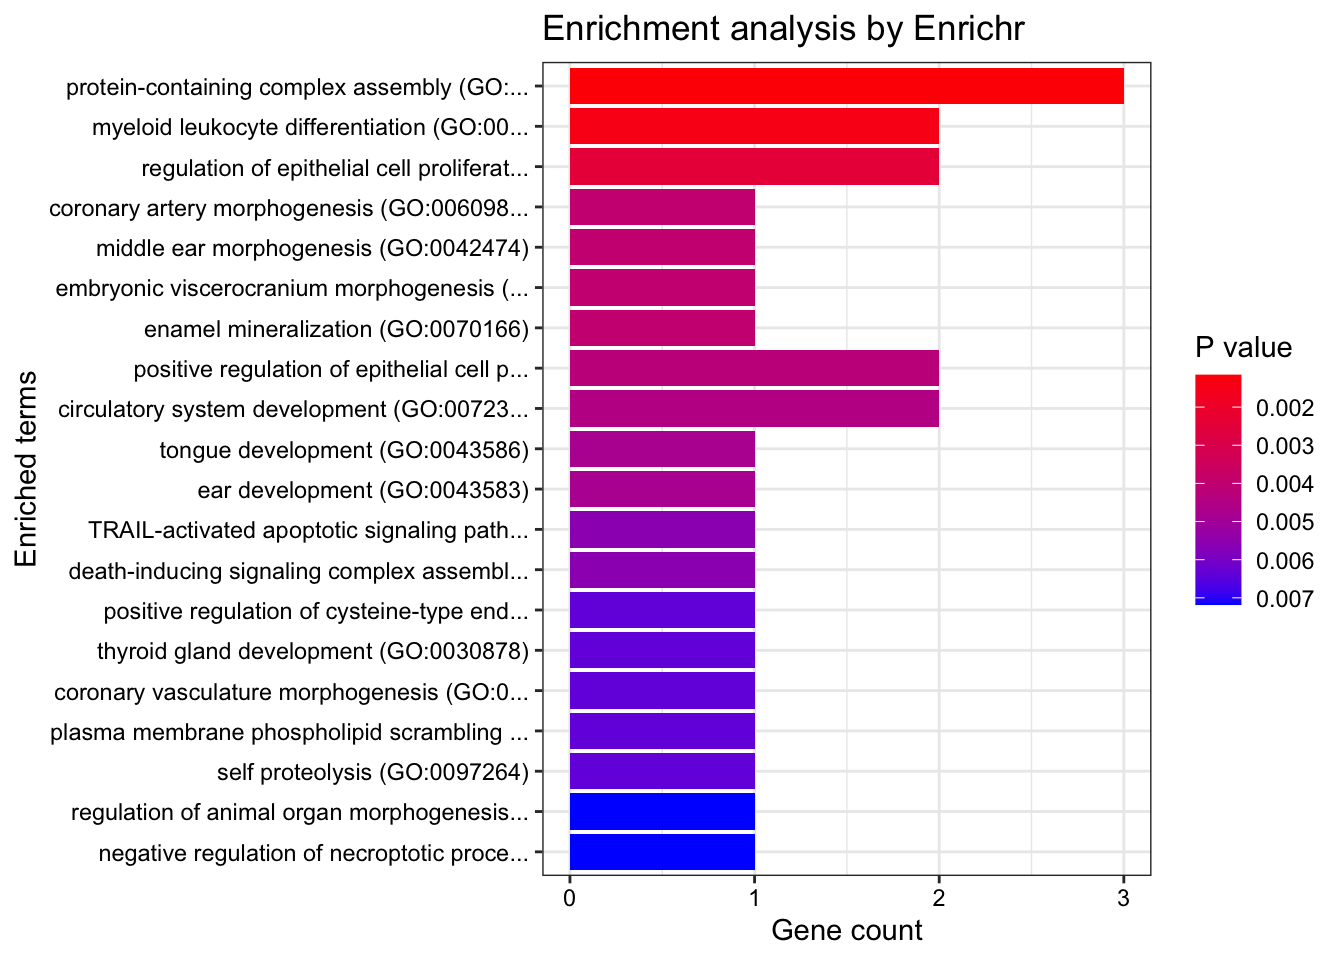 Enrichment analysis by Enrichr
protein-containing complex assembly (GO:...
myeloid leukocyte differentiation (GO:00...
regulation of epithelial cell proliferat...
coronary artery morphogenesis (GO:006098...
middle ear morphogenesis (GO:0042474)
embryonic viscerocranium morphogenesis (...
enamel mineralization (GO:0070166)
positive regulation of epithelial cell p...
circulatory system development (GO:00723...
tongue development (GO:0043586)
ear development (GO:0043583)
TRAIL-activated apoptotic signaling path...
death-inducing signaling complex assembl...
positive regulation of cysteine-type end...
thyroid gland development (GO:0030878)
coronary vasculature morphogenesis (GO:0...
plasma membrane phospholipid scrambling ...
self proteolysis (GO:0097264)
regulation of animal organ morphogenesis...
negative regulation of necroptotic proce...
Enriched terms
0 1 2 3
Gene count
P value
0.002
0.003
0.004
0.005
0.006
0.007